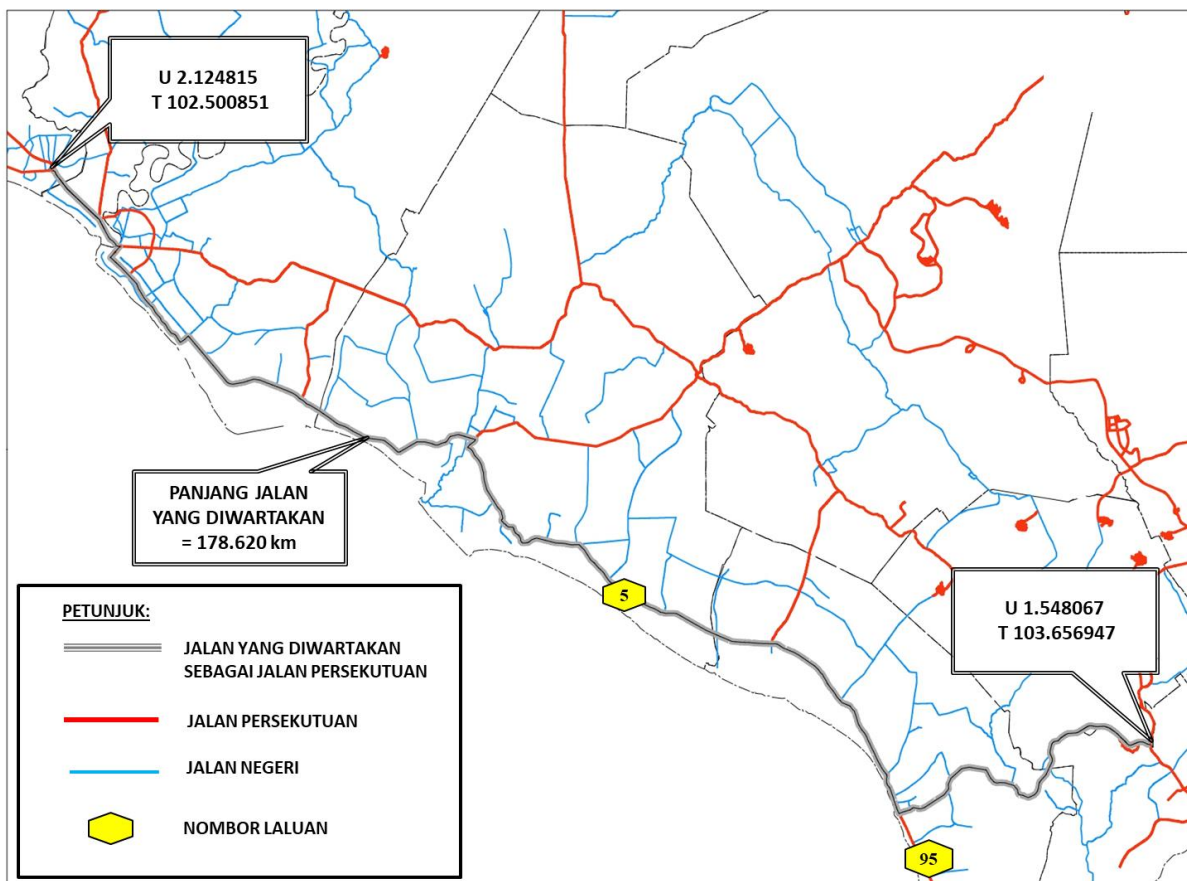 U 2.124815
T 102.500851
PANJANG JALAN
YANG DIWARTAKAN
= 178.620 km
5
U 1.548067
T 103.656947
95
PETUNJUK:
JALAN YANG DIWARTAKAN
SEBAGAI JALAN PERSEKUTUAN
JALAN PERSEKUTUAN
JALAN NEGERI
NOMBOR LALUAN